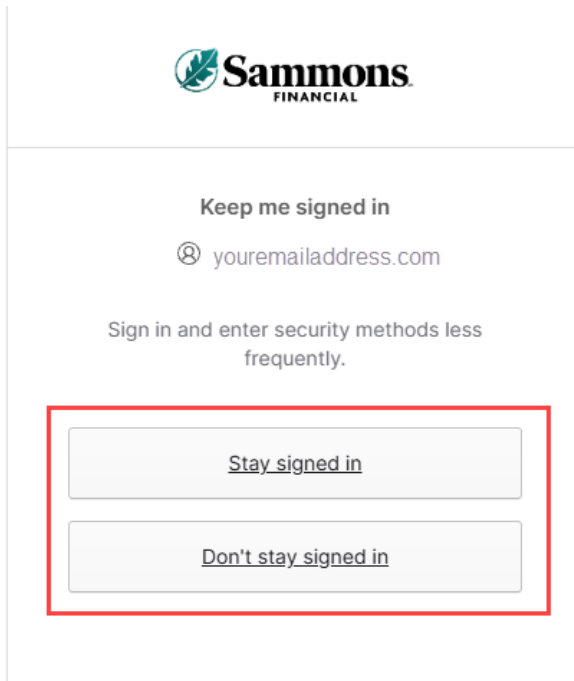 Sammons
FINANCIAL
Keep me signed in
youremailaddress.com
Sign in and enter security methods less
frequently.
Stay signed in
Don't stay signed in